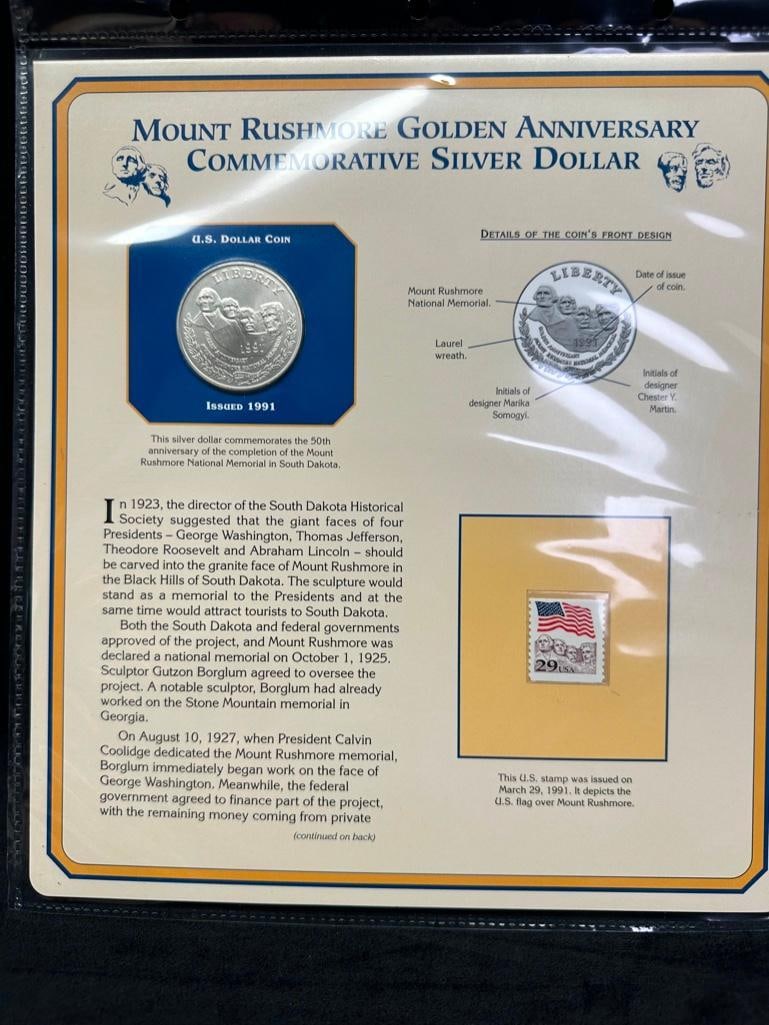 MOUNT RUSHMORE GOLDEN ANNIVERSARY
COMMEMORATIVE SILVER DOLLAR
U.S. DOLLAR COIN
LIBERTY
1991
ISSUED 1991
This silver dollar commemorates the 50th
anniversary of the completion of the Mount
Rushmore National Memorial in South Dakota.
DETAILS OF THE COIN'S FRONT DESIGN
Mount Rushmore
National Memorial.
Laurel
wreath.
Initials of
designer Marika
Somogyi.
LIBERTY
1991
GOLDEN ANNIVERSARY
MOUNT RUSHMORE NATIONAL MEMORIAL
Date of issue
of coin.
Initials of
designer
Chester Y.
Martin.
In 1923, the director of the South Dakota Historical
Society suggested that the giant faces of four
Presidents – George Washington, Thomas Jefferson,
Theodore Roosevelt and Abraham Lincoln – should
be carved into the granite face of Mount Rushmore in
the Black Hills of South Dakota. The sculpture would
stand as a memorial to the Presidents and at the
same time would attract tourists to South Dakota.
Both the South Dakota and federal governments
approved of the project, and Mount Rushmore was
declared a national memorial on October 1, 1925.
Sculptor Gutzon Borglum agreed to oversee the
project. A notable sculptor, Borglum had already
worked on the Stone Mountain memorial in
Georgia.
On August 10, 1927, when President Calvin
Coolidge dedicated the Mount Rushmore memorial,
Borglum immediately began work on the face of
George Washington. Meanwhile, the federal
government agreed to finance part of the project,
with the remaining money coming from private
(continued on back)
29 USA
This U.S. stamp was issued on
March 29, 1991. It depicts the
U.S. flag over Mount Rushmore.